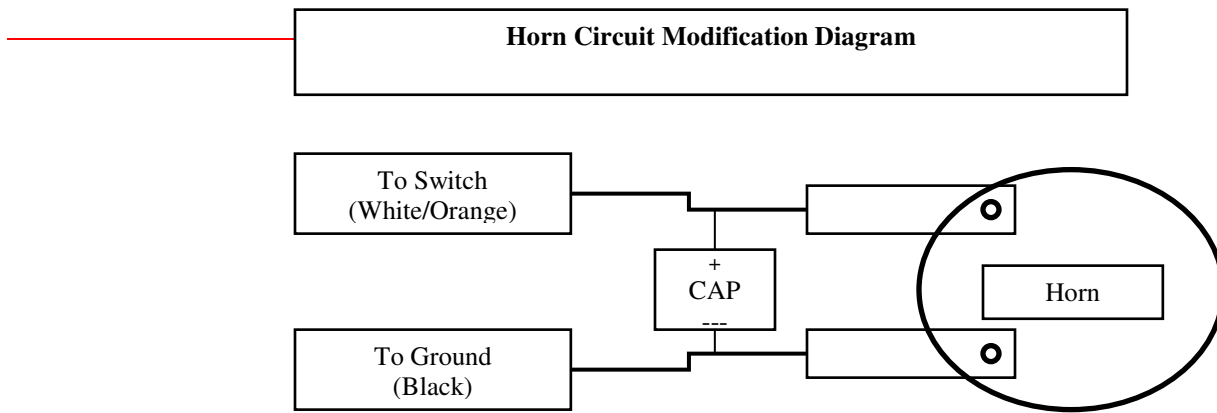 Horn Circuit Modification Diagram
To Switch
(White/Orange)
+
CAP
---
Horn
To Ground
(Black)